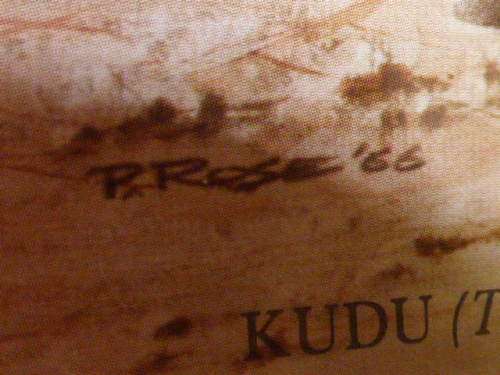 P. ROSE '66
KUDU (T